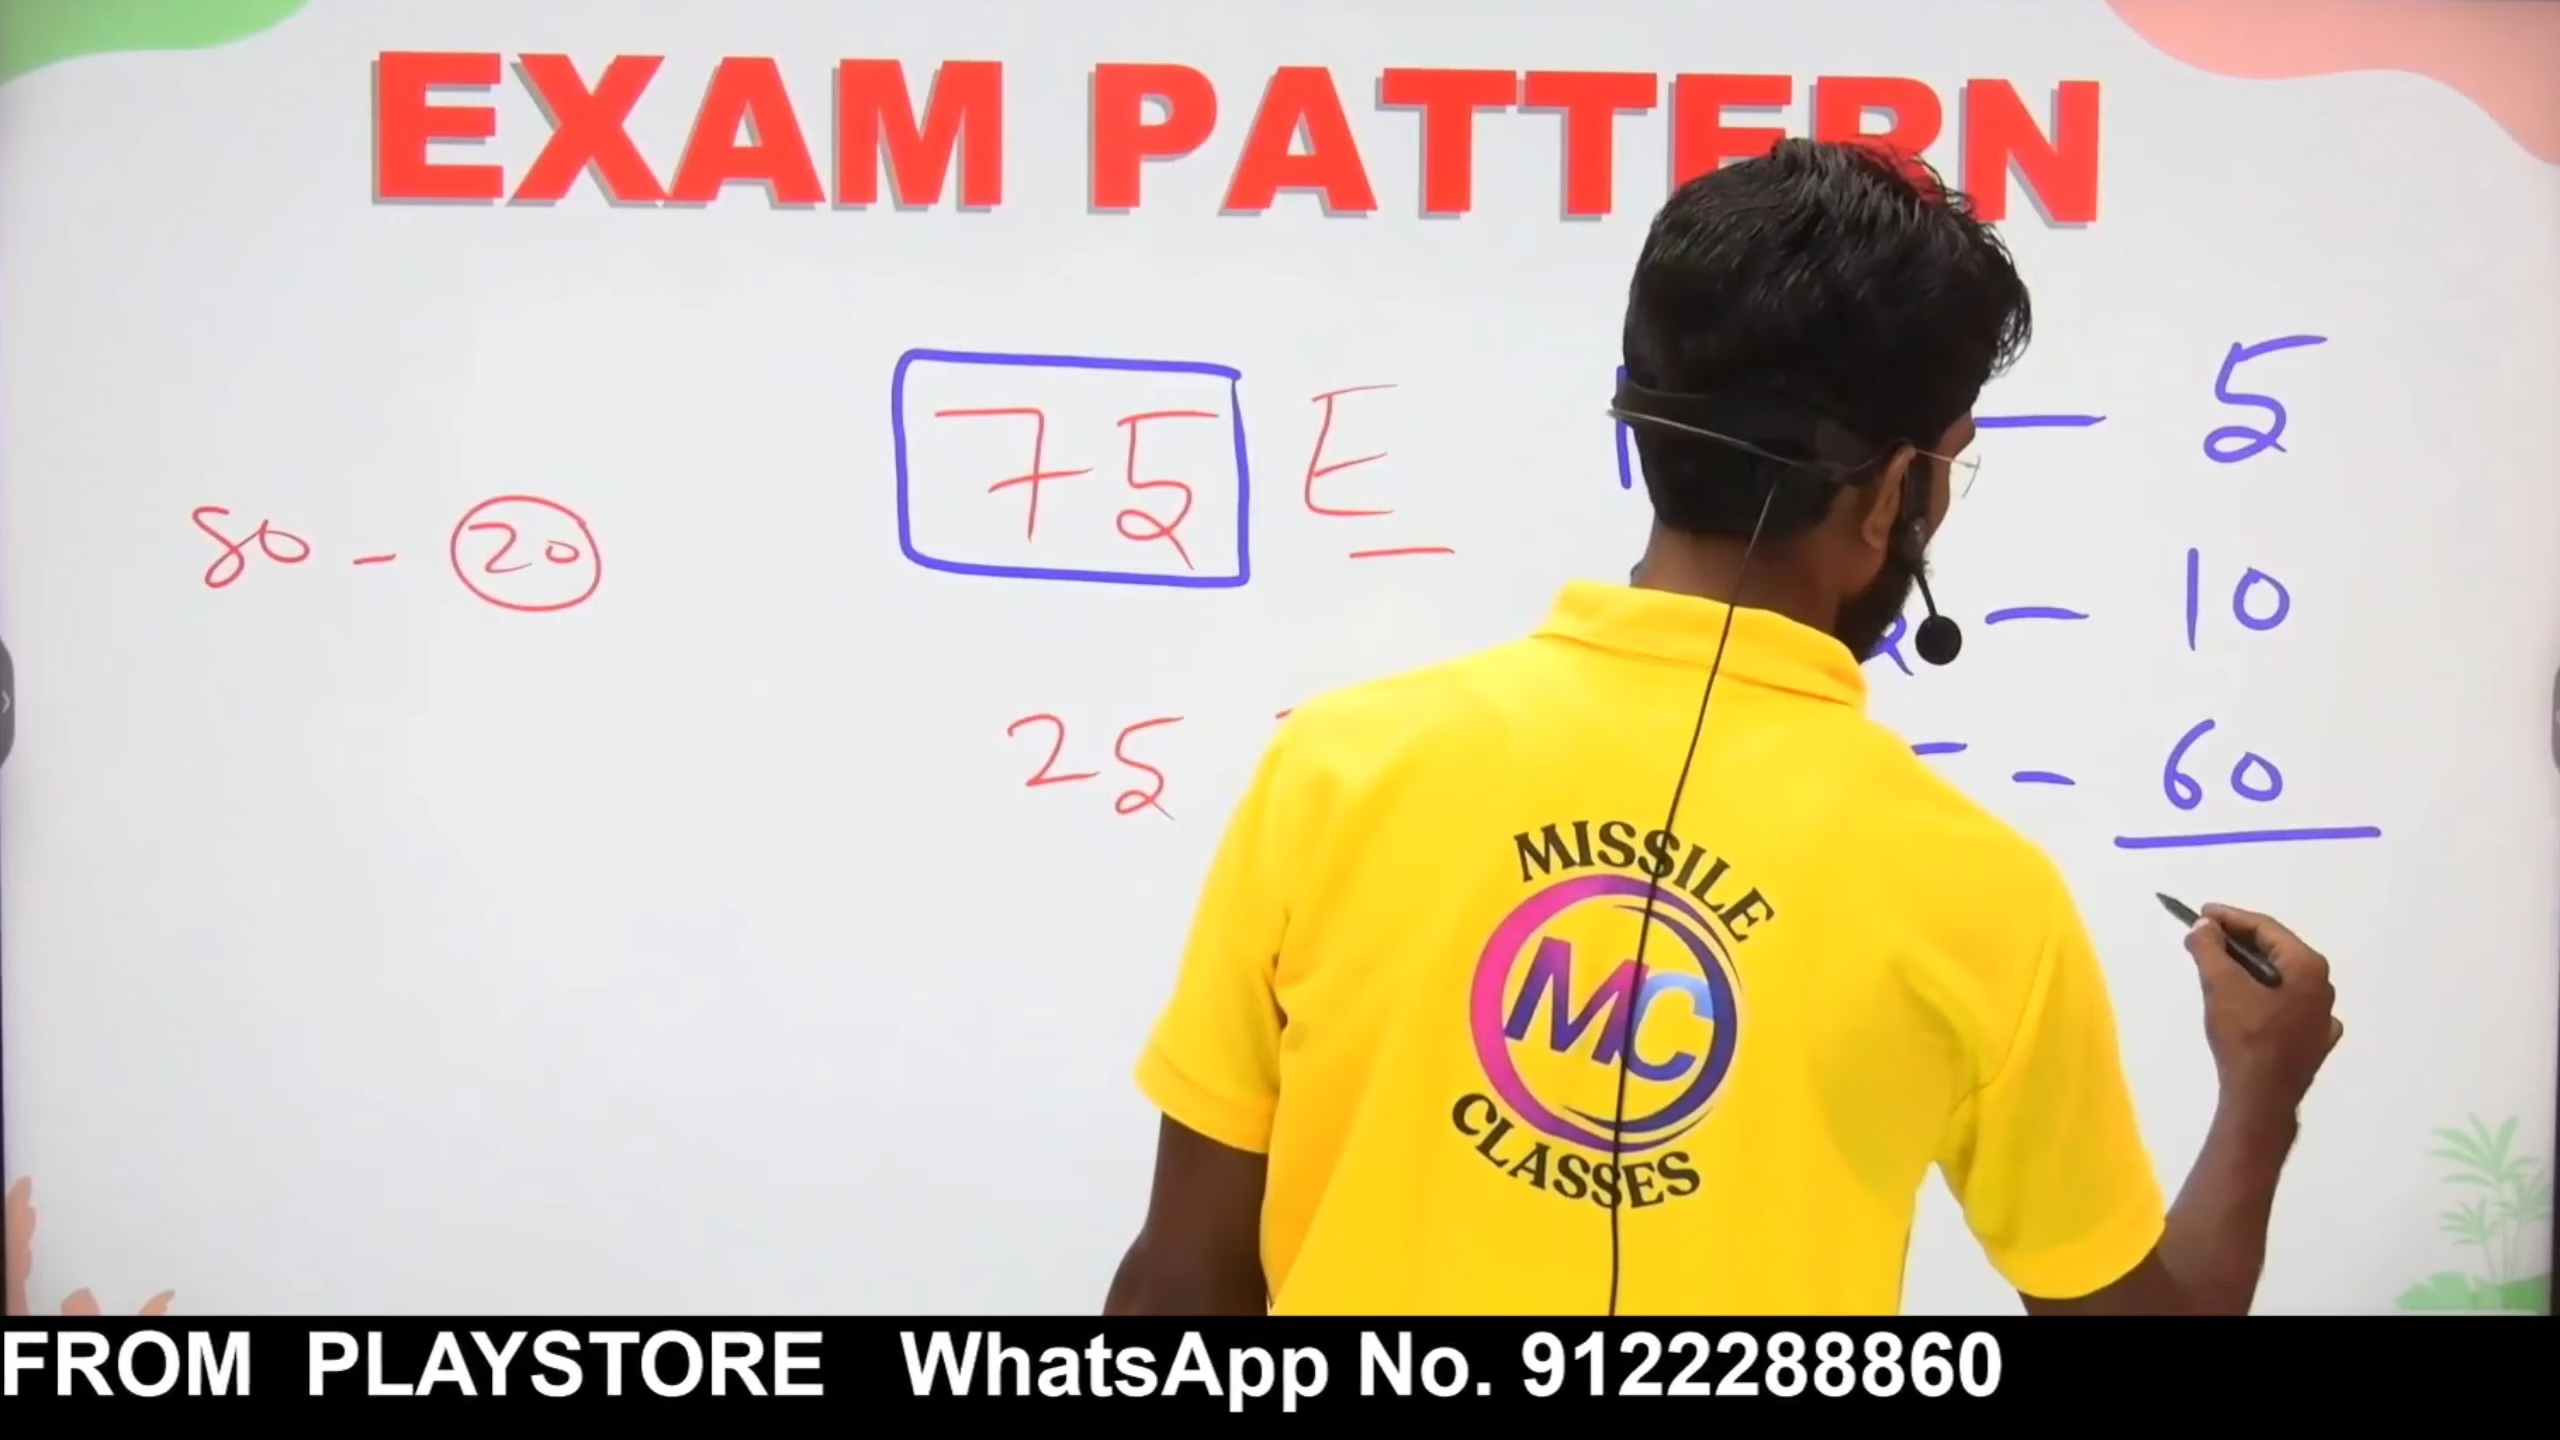 EXAM PATTERN
75 E
– 5
80 – 20
– 10
25
– 60
MISSILE
MC
CLASSES
FROM PLAYSTORE WhatsApp No. 9122288860